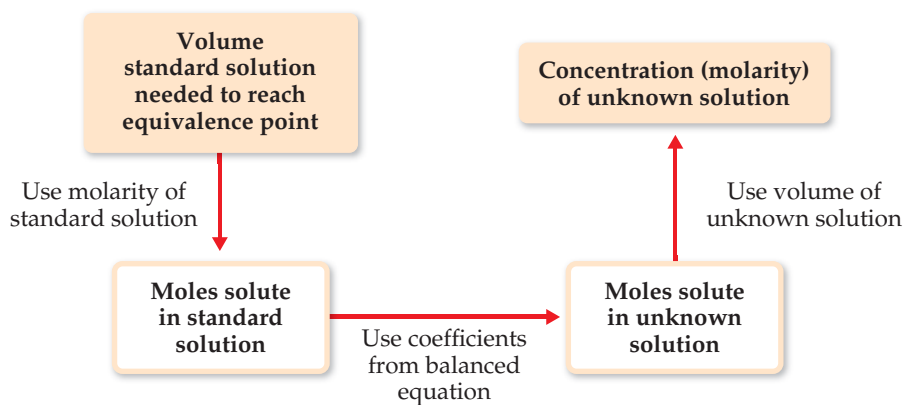 Volume
standard solution
needed to reach
equivalence point
Use molarity of
standard solution
Moles solute
in standard
solution
Use coefficients
from balanced
equation
Moles solute
in unknown
solution
Use volume of
unknown solution
Concentration (molarity)
of unknown solution